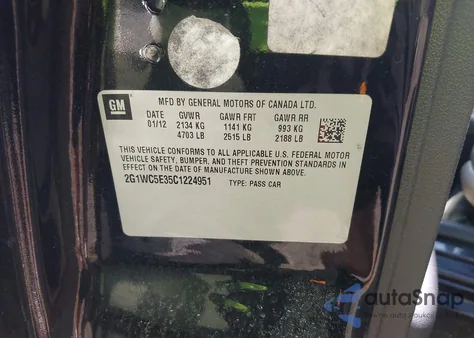 GM
MFD BY GENERAL MOTORS OF CANADA LTD.
DATE GVWR GAWR FRT GAWR RR
01/12 2134 KG 1141 KG 993 KG
4703 LB 2515 LB 2188 LB
THIS VEHICLE CONFORMS TO ALL APPLICABLE U.S. FEDERAL MOTOR
VEHICLE SAFETY, BUMPER, AND THEFT PREVENTION STANDARDS IN
EFFECT ON THE DATE OF MANUFACTURE SHOWN ABOVE.
2G1WC5E35C1224951 TYPE: PASS CAR
autaSnap